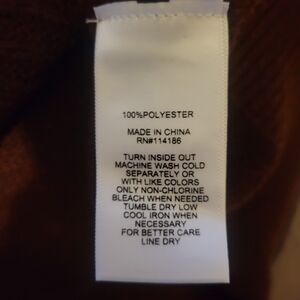 100%POLYESTER
MADE IN CHINA
RN#114186
TURN INSIDE OUT
MACHINE WASH COLD
SEPARATELY OR
WITH LIKE COLORS
ONLY NON-CHLORINE
BLEACH WHEN NEEDED
TUMBLE DRY LOW
COOL IRON WHEN
NECESSARY
FOR BETTER CARE
LINE DRY